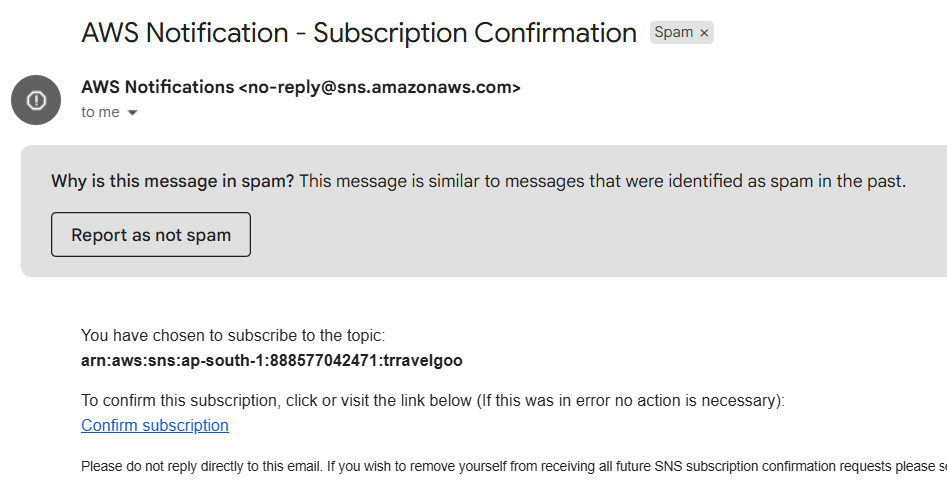 AWS Notification - Subscription Confirmation Spam ×
AWS Notifications <no-reply@sns.amazonaws.com>
to me
Why is this message in spam? This message is similar to messages that were identified as spam in the past.
Report as not spam
You have chosen to subscribe to the topic:
arn:aws:sns:ap-south-1:888577042471:trravelgoo
To confirm this subscription, click or visit the link below (If this was in error no action is necessary):
Confirm subscription
Please do not reply directly to this email. If you wish to remove yourself from receiving all future SNS subscription confirmation requests please